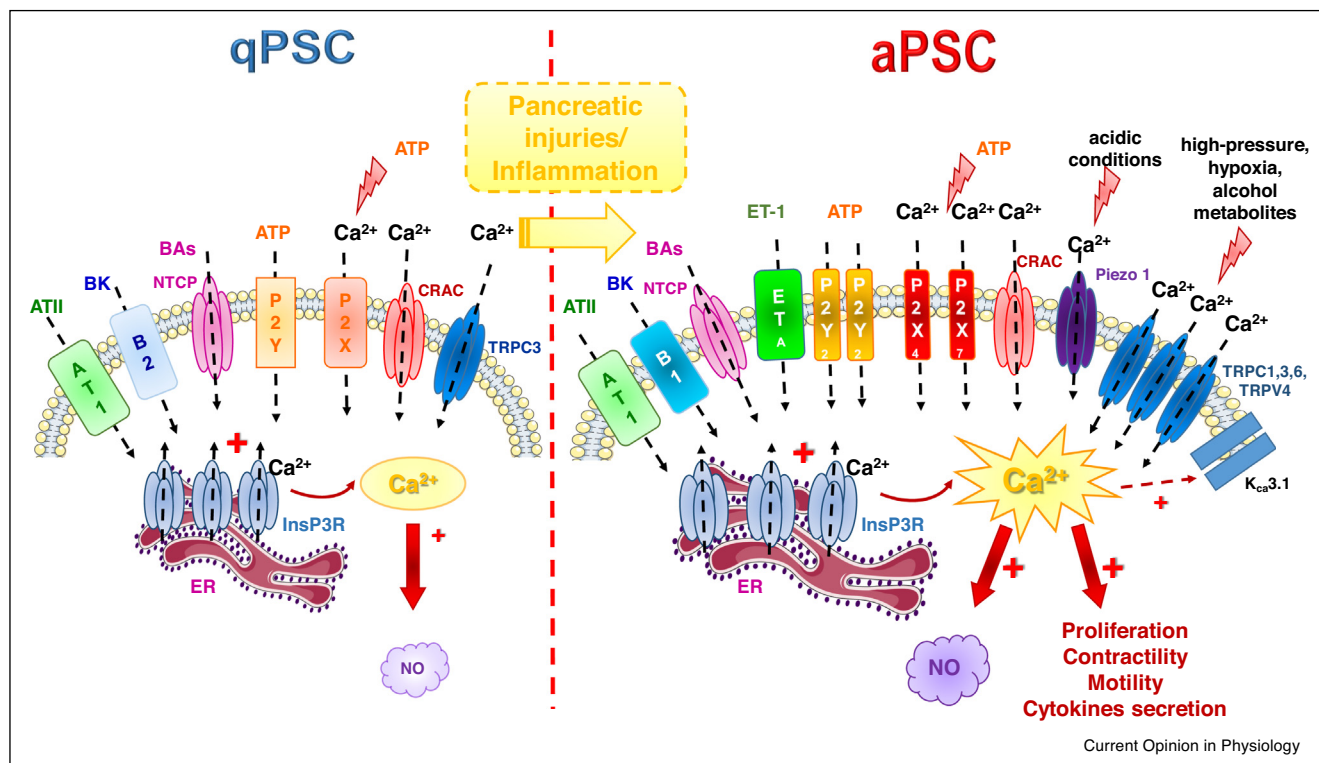 qPSC
aPSC
Pancreatic
injuries/
Inflammation
ATP
Ca²⁺
Ca²⁺
Ca²⁺
ATP
BAs
NTCP
BK
ATII
CRAC
TRPC3
AT1
B2
P2Y
P2X
+
Ca²⁺
InsP3R
ER
Ca²⁺
+
NO
acidic
conditions
high-pressure,
hypoxia,
alcohol
metabolites
ATP
ET-1
ATP
Ca²⁺
Ca²⁺
Ca²⁺
BAs
NTCP
BK
ATII
CRAC
Ca²⁺
Piezo 1
Ca²⁺
Ca²⁺
Ca²⁺
TRPC1,3,6,
TRPV4
AT1
B1
ETA
P2Y2
P2Y2
P2X4
P2X7
+
Ca²⁺
InsP3R
ER
Ca²⁺
+
Kca3.1
+
+
NO
Proliferation
Contractility
Motility
Cytokines secretion
Current Opinion in Physiology